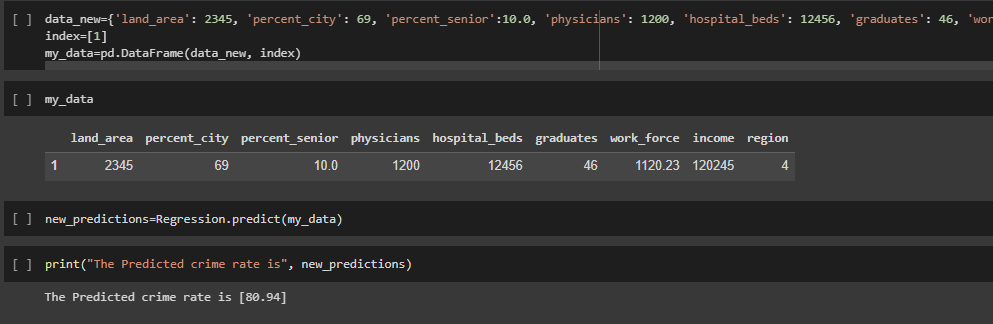 [ ] data_new={'land_area': 2345, 'percent_city': 69, 'percent_senior':10.0, 'physicians': 1200, 'hospital_beds': 12456, 'graduates': 46, 'wor
index=[1]
my_data=pd.DataFrame(data_new, index)
[ ] my_data
land_area percent_city percent_senior physicians hospital_beds graduates work_force income region
1 2345 69 10.0 1200 12456 46 1120.23 120245 4
[ ] new_predictions=Regression.predict(my_data)
[ ] print("The Predicted crime rate is", new_predictions)
The Predicted crime rate is [80.94]